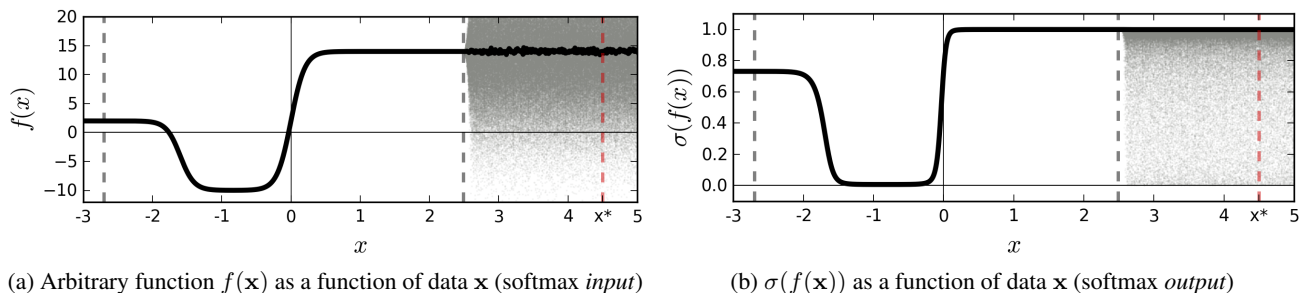 20
15
10
5
0
−5
−10
f(x)
-3 -2 -1 0 1 2 3 4 x* 5
x
1.0
0.8
0.6
0.4
0.2
0.0
σ(f(x))
-3 -2 -1 0 1 2 3 4 x* 5
x
(a) Arbitrary function f(x) as a function of data x (softmax input)
(b) σ(f(x)) as a function of data x (softmax output)